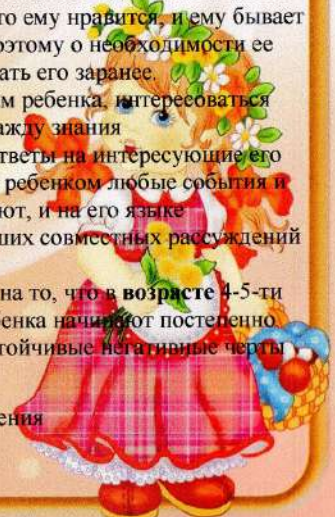 то ему нравится, и ему бывает
оэтому о необходимости ее
ать его заранее.
м ребенка, интересоваться
ажду знания
тветы на интересующие его
ребенком любые события и
ют, и на его языке
ших совместных рассуждений
на то, что в возрасте 4-5-ти
енка начинают постепенно
тойчивые негативные черты
ения